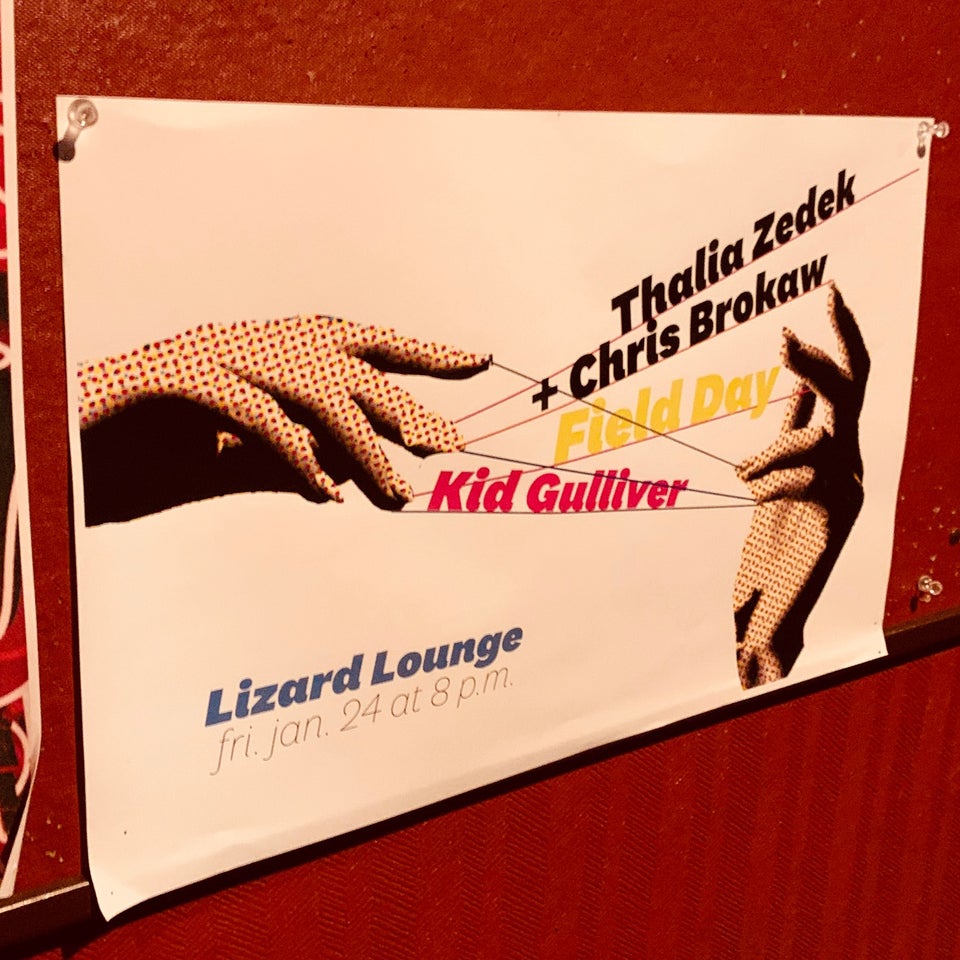 Thalia Zedek
+ Chris Brokaw
Field Day
Kid Gulliver
Lizard Lounge
fri. jan. 24 at 8 p.m.